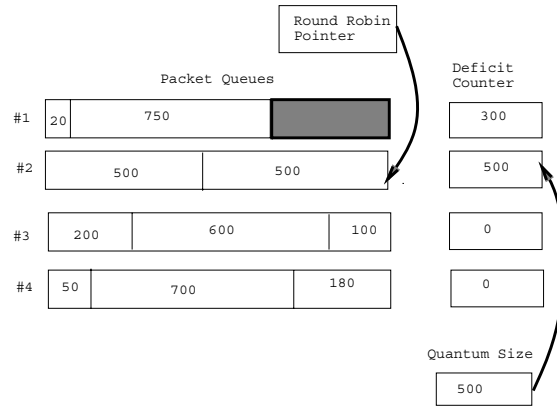 Round Robin
Pointer
Packet Queues
Deficit
Counter
#1 20 750 300
#2 500 500 500
#3 200 600 100 0
#4 50 700 180 0
Quantum Size
500